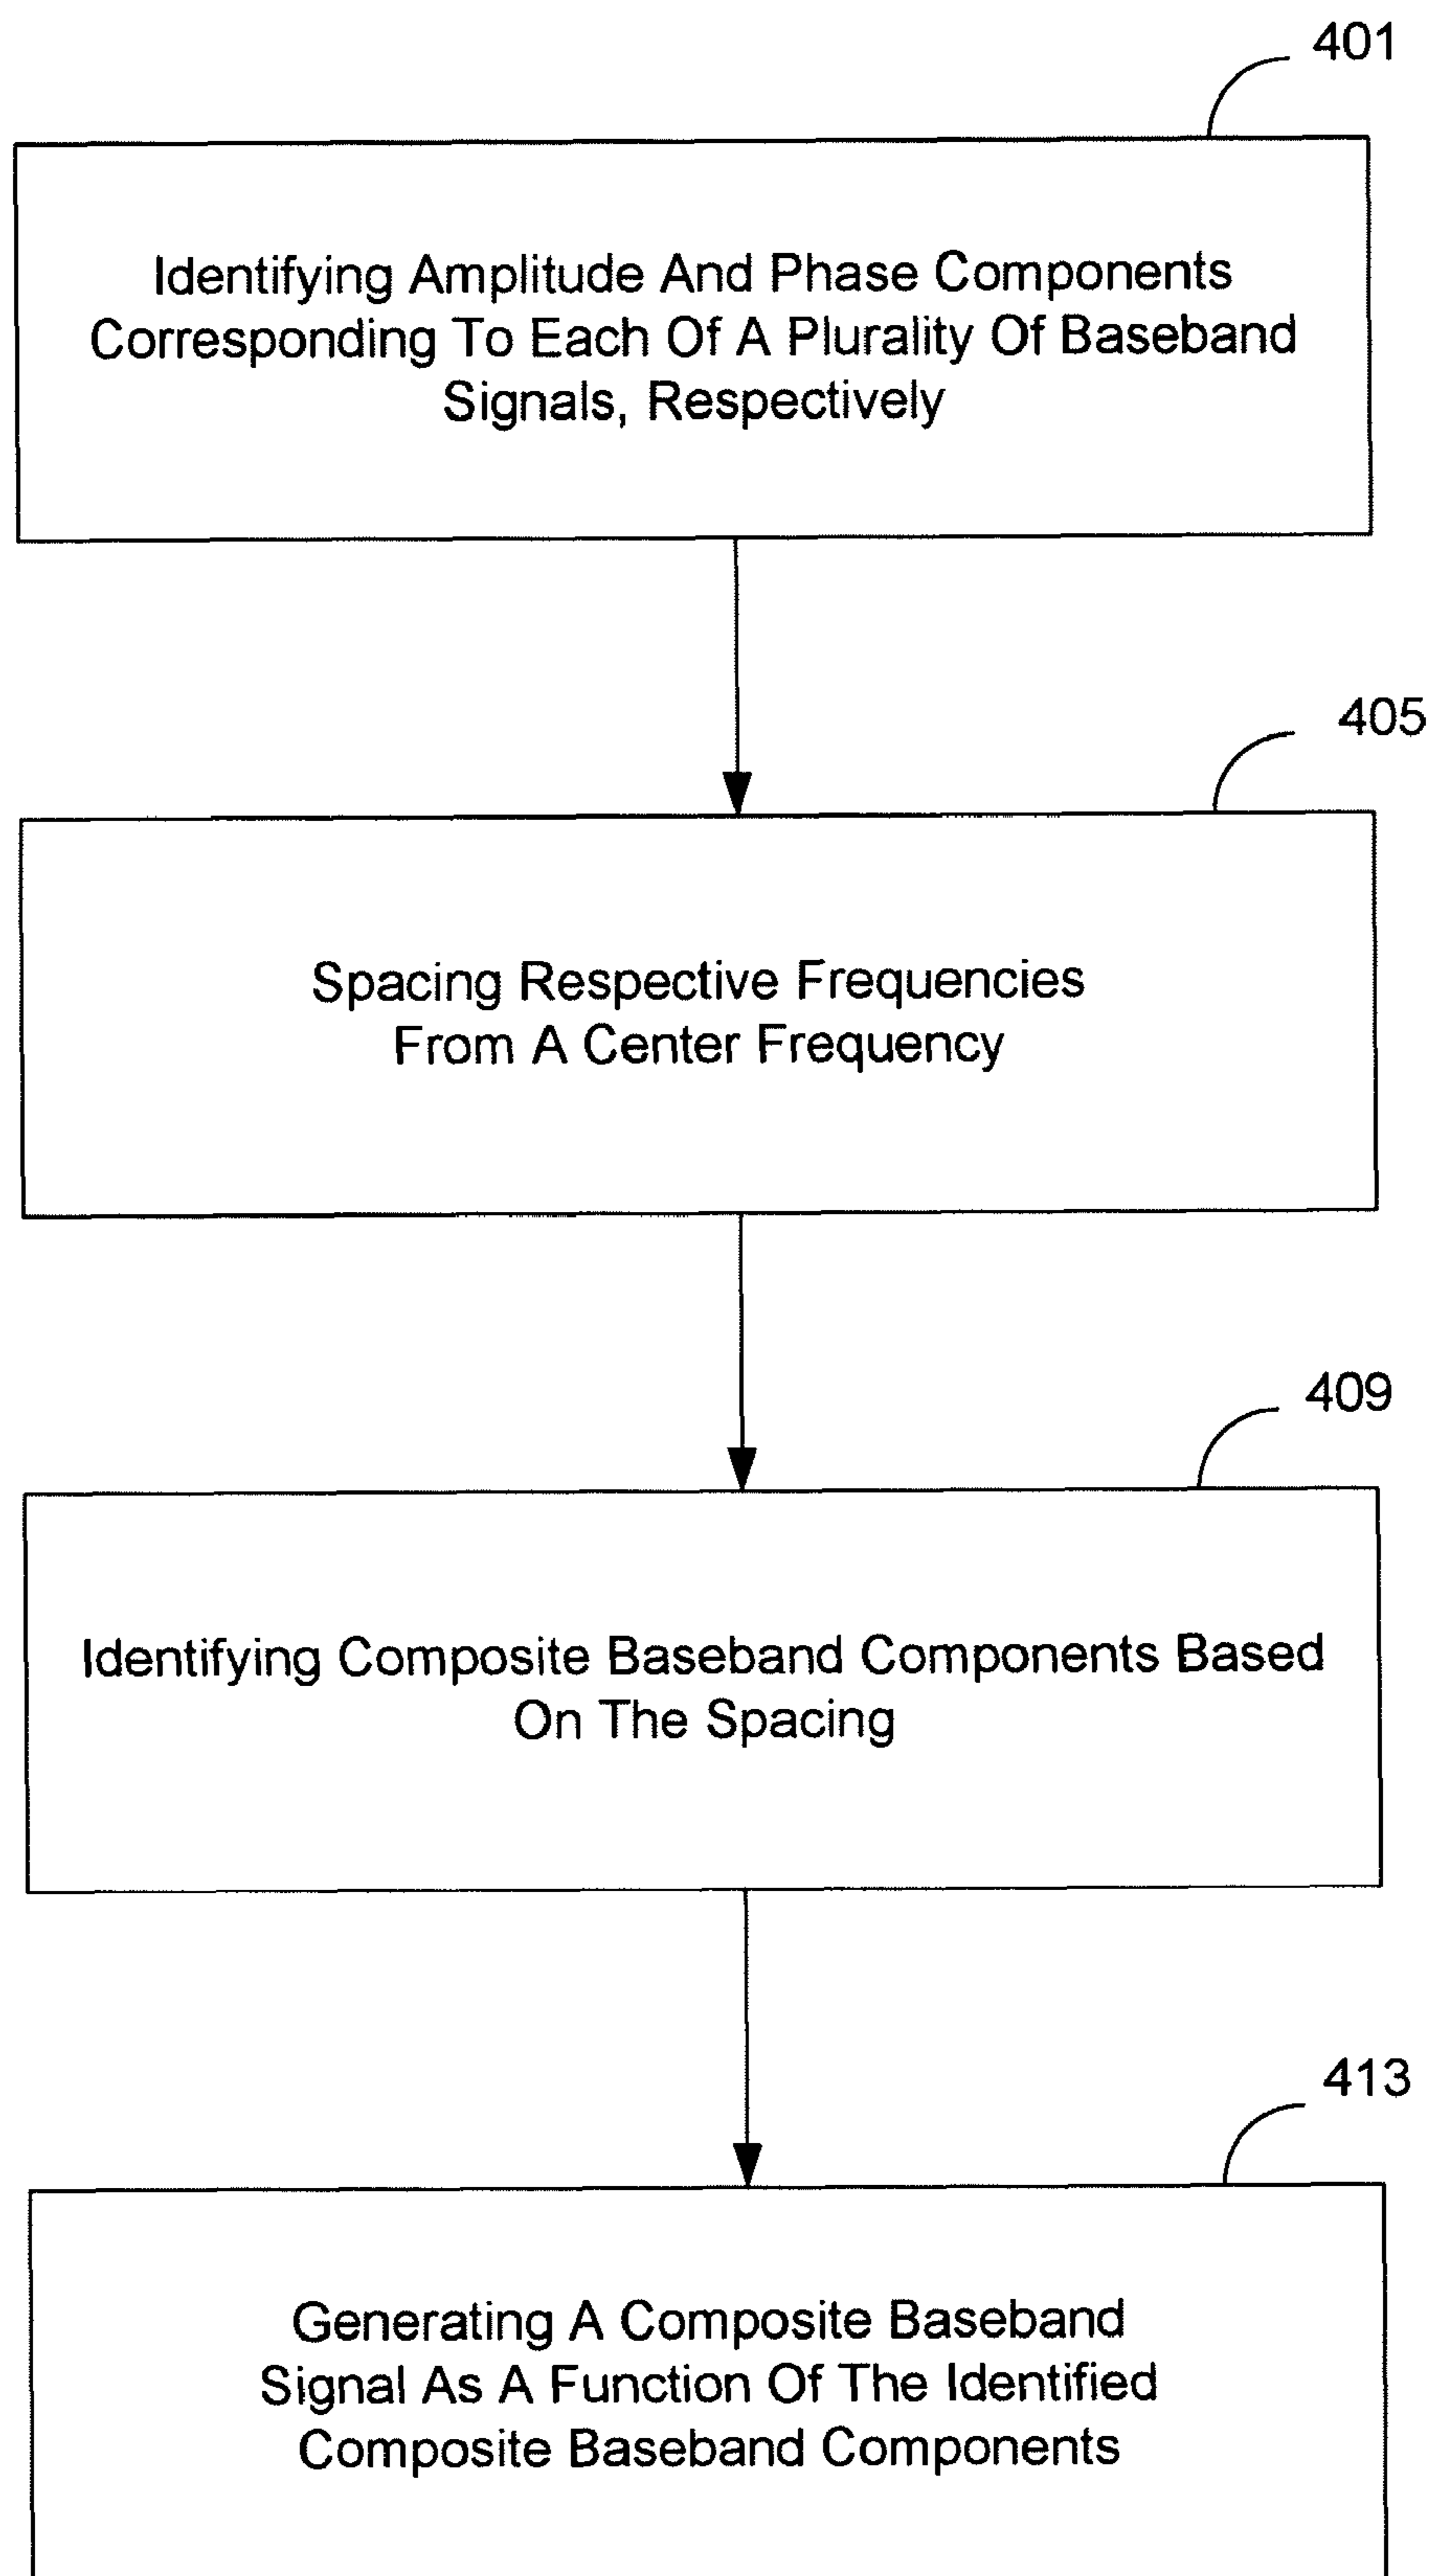 401
Identifying Amplitude And Phase Components
Corresponding To Each Of A Plurality Of Baseband
Signals, Respectively
405
Spacing Respective Frequencies
From A Center Frequency
409
Identifying Composite Baseband Components Based
On The Spacing
413
Generating A Composite Baseband
Signal As A Function Of The Identified
Composite Baseband Components